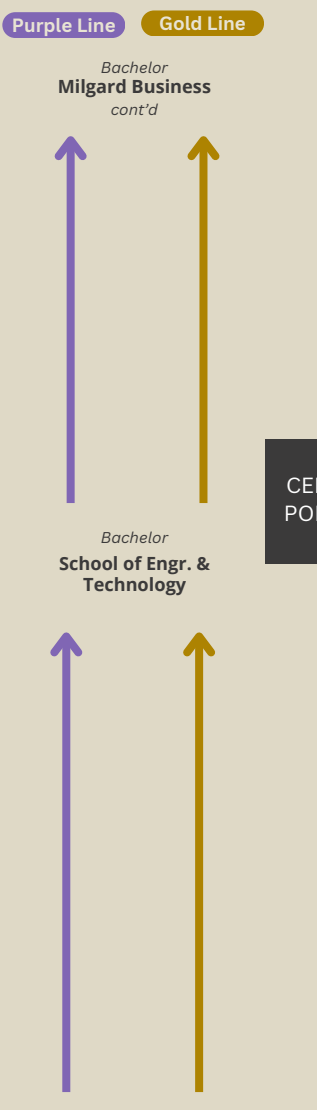 Purple Line Gold Line
Bachelor
Milgard Business
cont'd
Bachelor
School of Engr. &
Technology